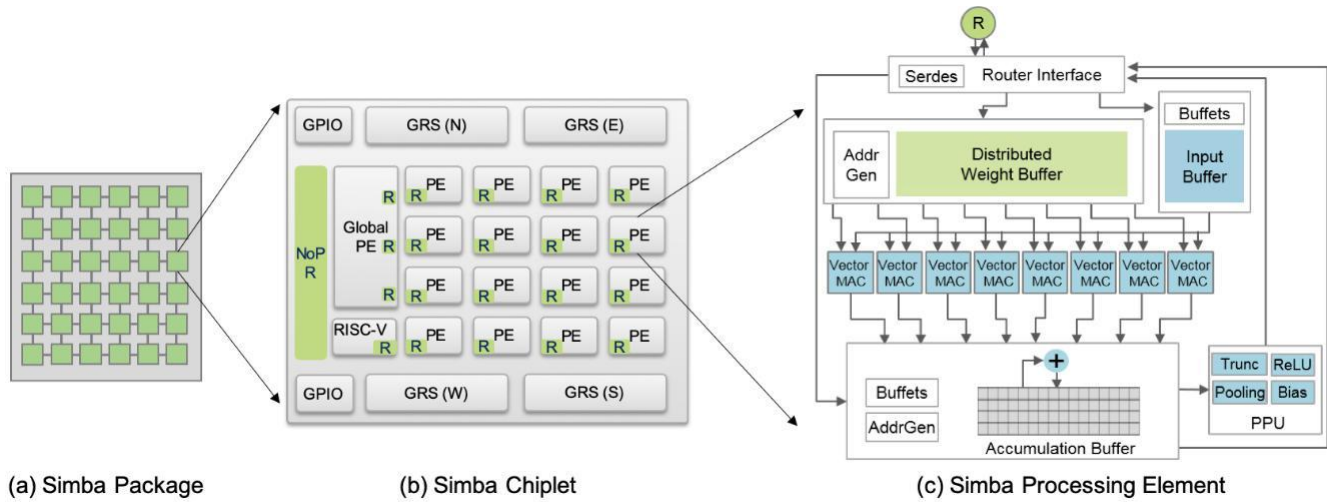 R
Serdes Router Interface
Buffets
Addr
Gen
Distributed
Weight Buffer
Input
Buffer
Vector
MAC
Vector
MAC
Vector
MAC
Vector
MAC
Vector
MAC
Vector
MAC
Vector
MAC
Vector
MAC
+
Buffets
AddrGen
Accumulation Buffer
Trunc ReLU
Pooling Bias
PPU
GPIO GRS (N) GRS (E)
NoP
R
Global
PE
R
R
R
RISC-V
R
PE PE PE PE
R R R R
PE PE PE PE
R R R R
PE PE PE PE
R R R R
PE PE PE PE
R R R R
GPIO GRS (W) GRS (S)
(a) Simba Package (b) Simba Chiplet (c) Simba Processing Element